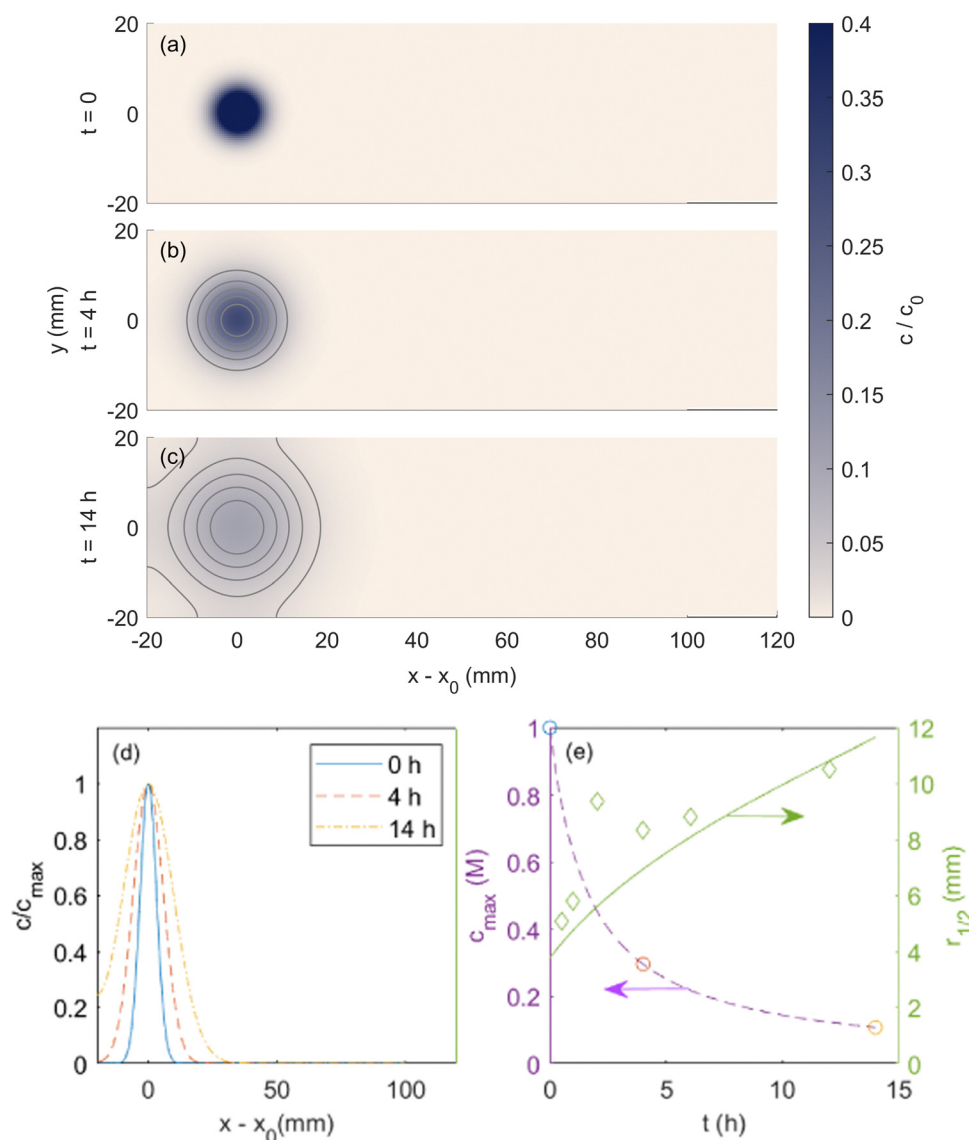 20
(a)
0
-20
t = 0
20
(b)
0
-20
y (mm)
t = 4 h
20
(c)
0
-20
t = 14 h
-20 0 20 40 60 80 100 120
x - x0 (mm)
0.4
0.35
0.3
0.25
0.2
0.15
0.1
0.05
0
c / c0
(d)
0 h
4 h
14 h
1
0.8
0.6
0.4
0.2
0
c/cmax
0 50 100
x - x0(mm)
(e)
1
0.8
0.6
0.4
0.2
0
cmax (M)
12
10
8
6
4
2
0
r1/2 (mm)
0 5 10 15
t (h)